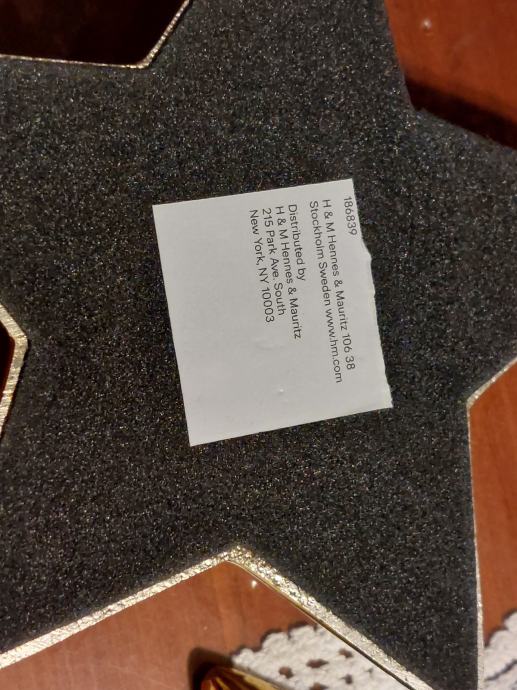 186839
H & M Hennes & Mauritz 106 38
Stockholm Sweden www.hm.com
Distributed by
H & M Hennes & Mauritz
215 Park Ave. South
New York, NY 10003